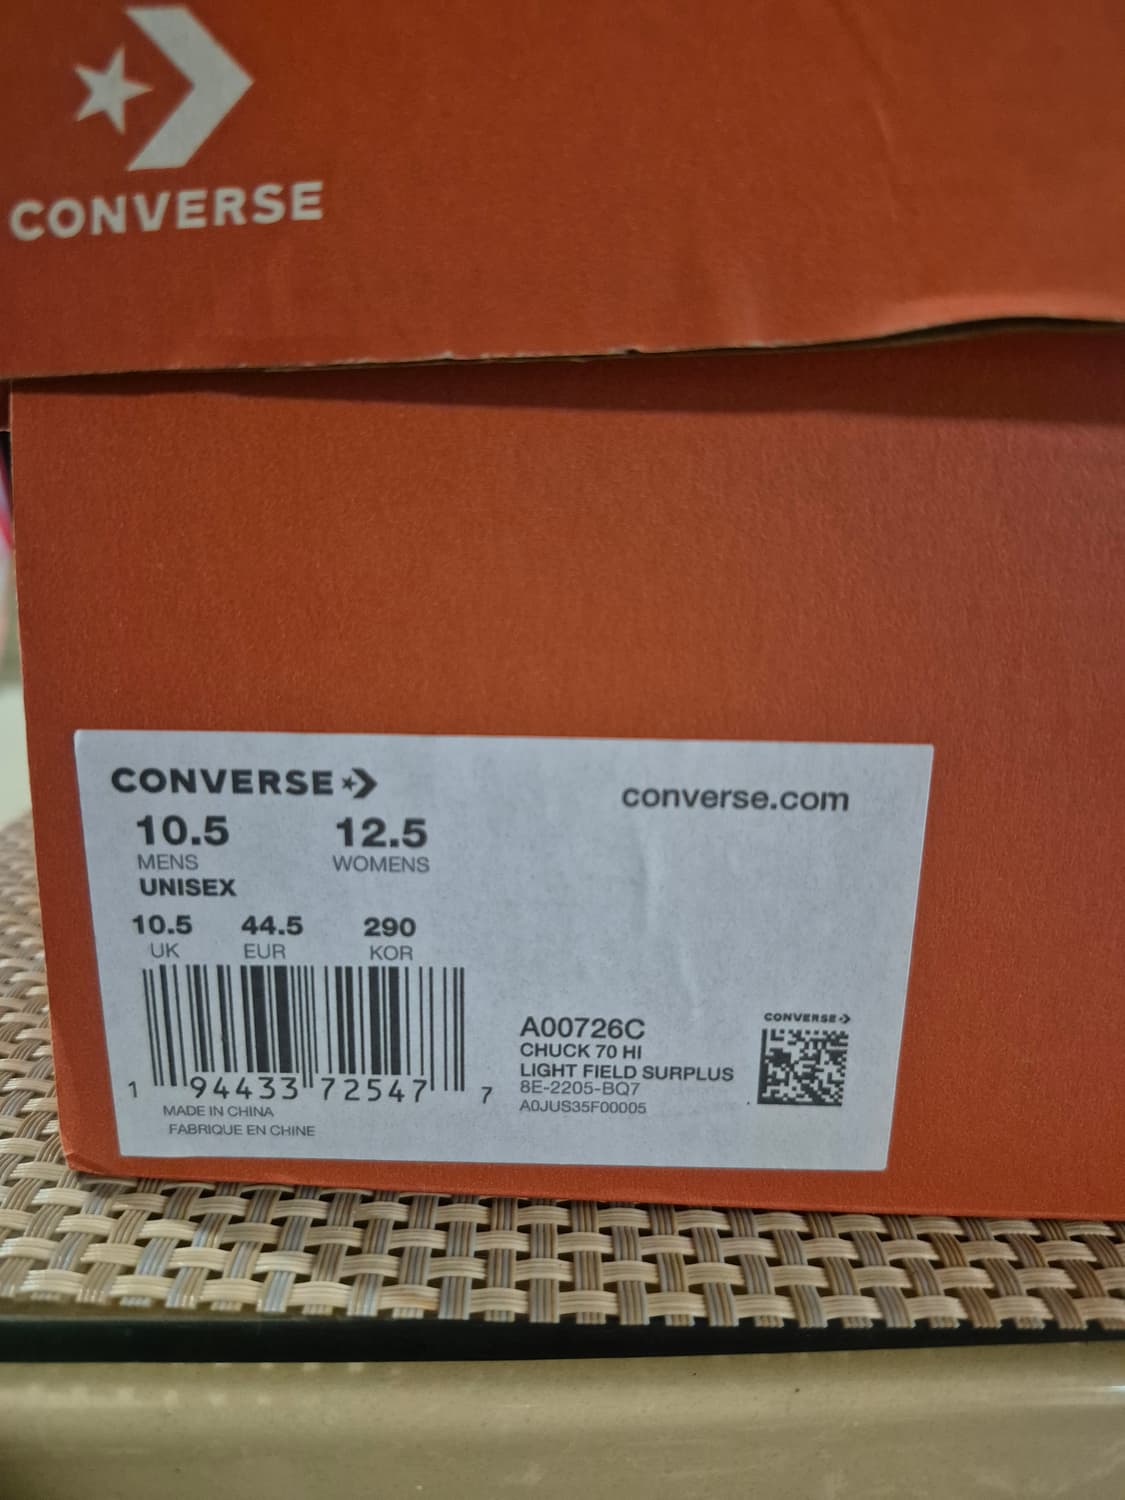 CONVERSE
CONVERSE
converse.com
10.5 12.5
MENS WOMENS
UNISEX
10.5 44.5 290
UK EUR KOR
1 94433 72547 7
MADE IN CHINA
FABRIQUE EN CHINE
A00726C
CHUCK 70 HI
LIGHT FIELD SURPLUS
8E-2205-BQ7
A0JUS35F00005
CONVERSE